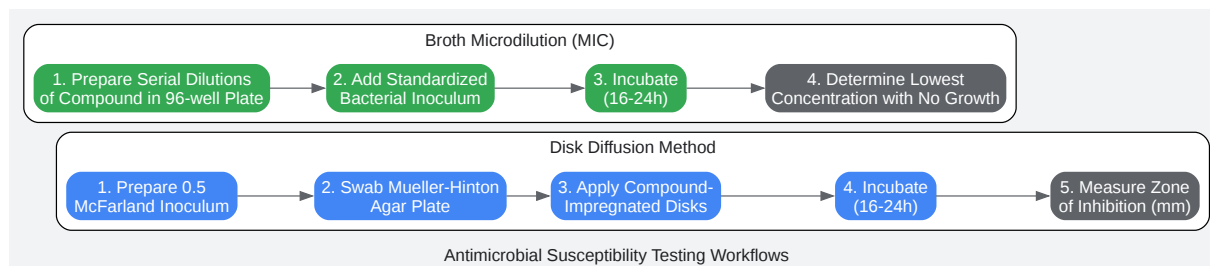 Broth Microdilution (MIC)
1. Prepare Serial Dilutions
of Compound in 96-well Plate
2. Add Standardized
Bacterial Inoculum
3. Incubate
(16-24h)
4. Determine Lowest
Concentration with No Growth
Disk Diffusion Method
1. Prepare 0.5
McFarland Inoculum
2. Swab Mueller-Hinton
Agar Plate
3. Apply Compound-
Impregnated Disks
4. Incubate
(16-24h)
5. Measure Zone
of Inhibition (mm)
Antimicrobial Susceptibility Testing Workflows